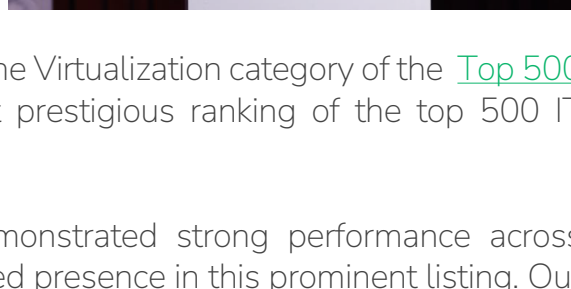 he Virtualization category of the Top 500
prestigious ranking of the top 500 IT
monstrated strong performance across
ed presence in this prominent listing. Ou